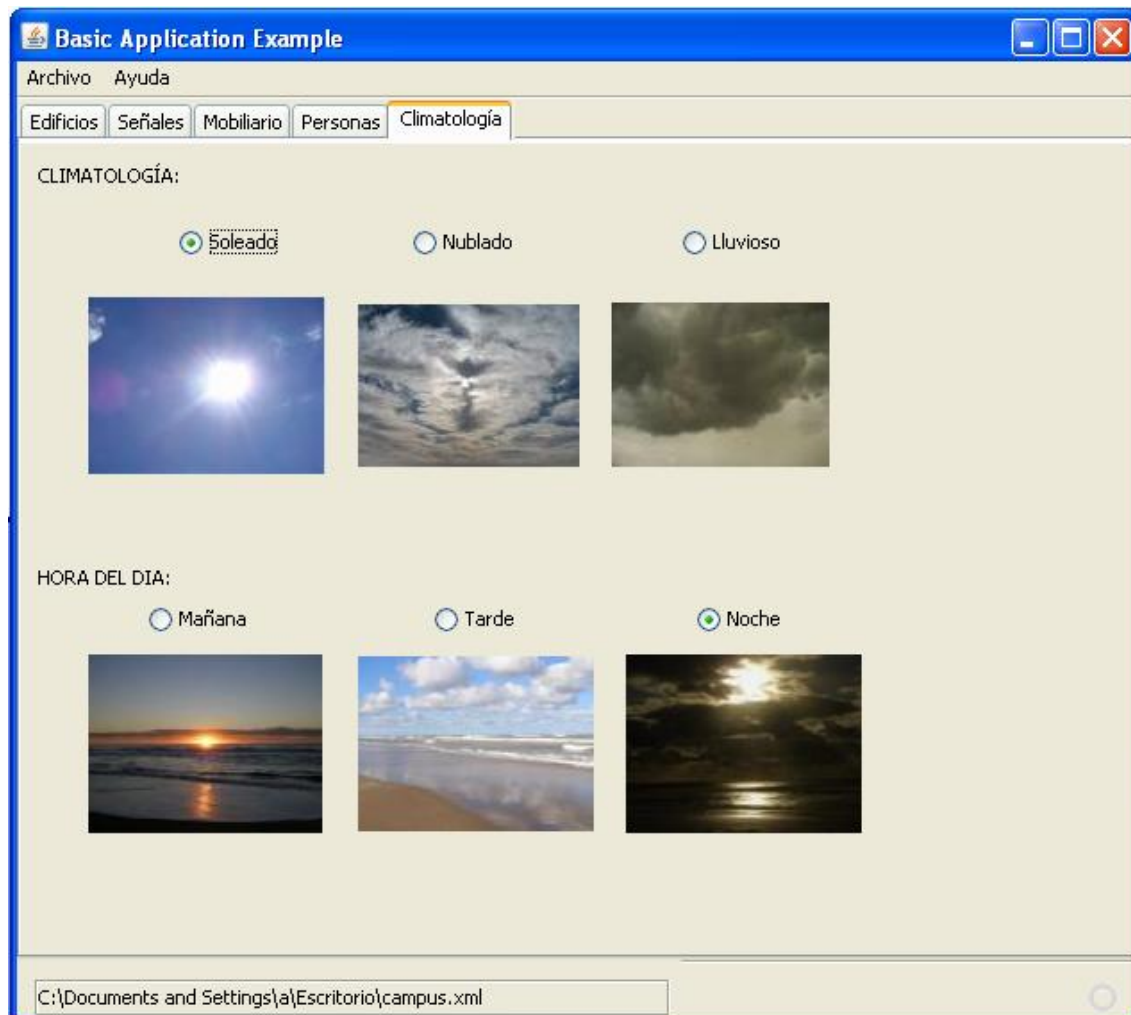 Basic Application Example
Archivo Ayuda
Edificios Señales Mobiliario Personas Climatología
CLIMATOLOGÍA:
Soleado Nublado Lluvioso
HORA DEL DIA:
Mañana Tarde Noche
C:\Documents and Settings\a\Escritorio\campus.xml